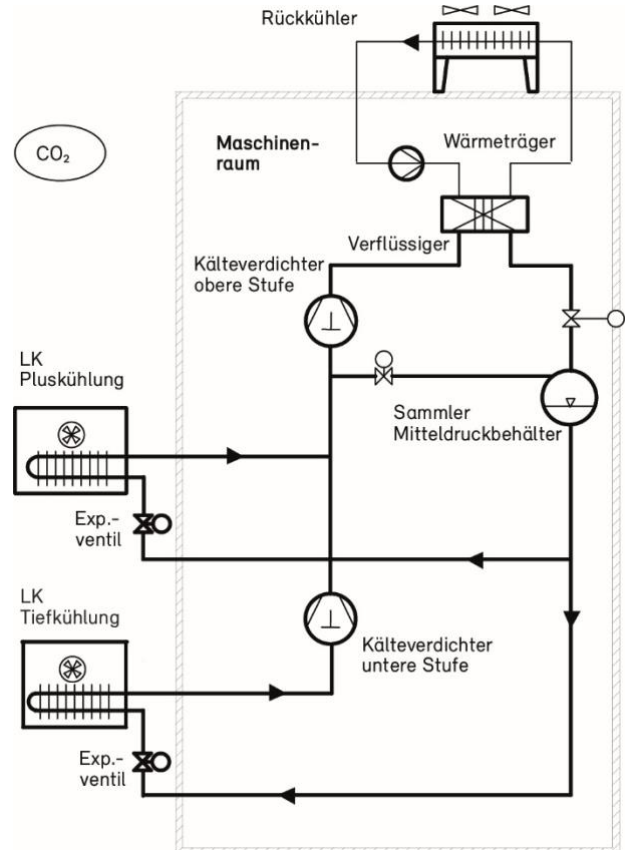 Rückkühler
CO₂
Maschinen-
raum
Wärmeträger
Verflüssiger
Kälteverdichter
obere Stufe
LK
Pluskühlung
Sammler
Mitteldruckbehälter
Exp.-
ventil
LK
Tiefkühlung
Kälteverdichter
untere Stufe
Exp.-
ventil